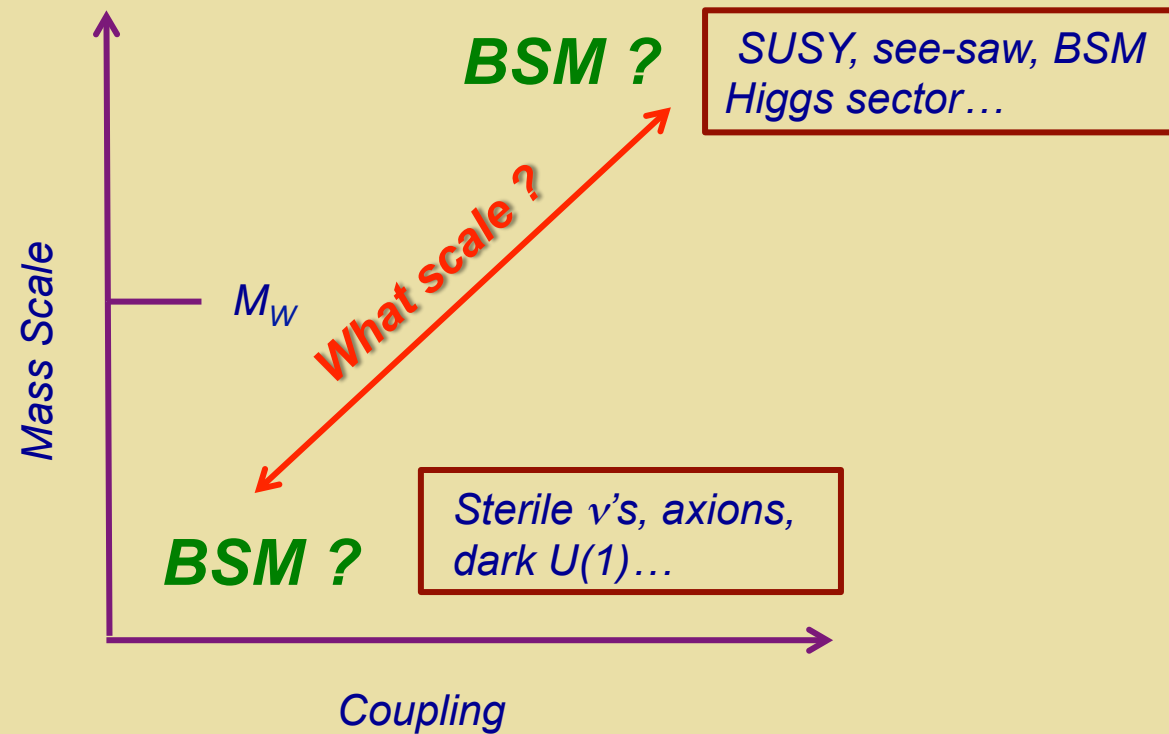 BSM ?
SUSY, see-saw, BSM
Higgs sector…
What scale ?
Mass Scale
M_W
Sterile ν's, axions,
dark U(1)…
BSM ?
Coupling